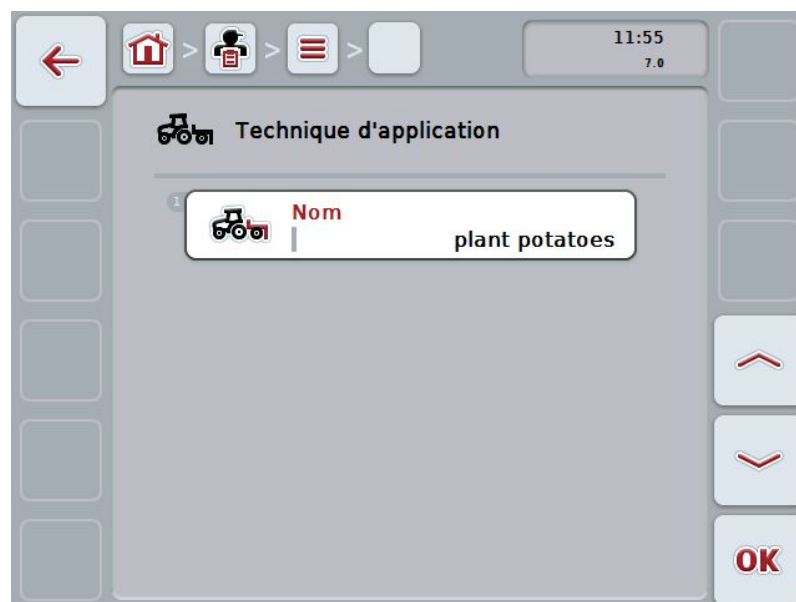 11:55
7.0
Technique d'application
1
Nom
plant potatoes
OK